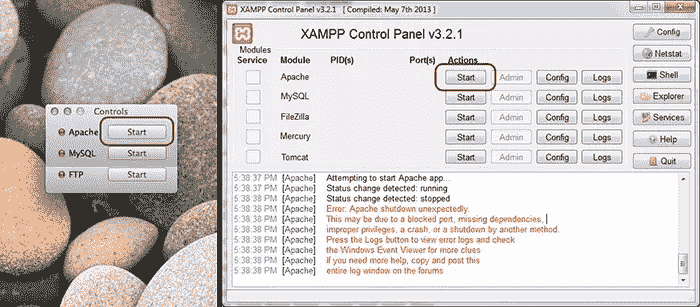 Controls
Apache Start
MySQL Start
FTP Start
XAMPP Control Panel v3.2.1 [ Compiled: May 7th 2013 ]
XAMPP Control Panel v3.2.1
Modules
Service Module PID(s) Port(s) Actions
Apache Start Admin Config Logs
MySQL Start Admin Config Logs
FileZilla Start Admin Config Logs
Mercury Start Admin Config Logs
Tomcat Start Admin Config Logs
Config
Netstat
Shell
Explorer
Services
Help
Quit
5:38:37 PM [Apache] Attempting to start Apache app...
5:38:37 PM [Apache] Status change detected: running
5:38:38 PM [Apache] Status change detected: stopped
5:38:38 PM [Apache] Error: Apache shutdown unexpectedly.
5:38:38 PM [Apache] This may be due to a blocked port, missing dependencies,
5:38:38 PM [Apache] improper privileges, a crash, or a shutdown by another method.
5:38:38 PM [Apache] Press the Logs button to view error logs and check
5:38:38 PM [Apache] the Windows Event Viewer for more clues
5:38:38 PM [Apache] if you need more help, copy and post this
5:38:38 PM [Apache] entire log window on the forums